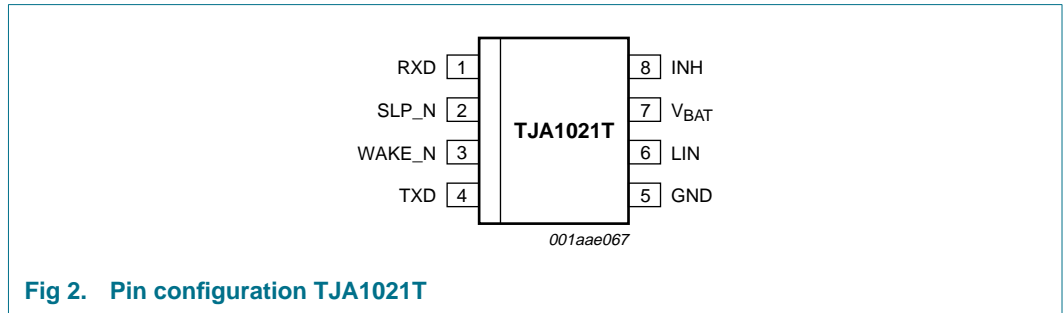 RXD 1 8 INH
SLP_N 2 7 VBAT
TJA1021T
WAKE_N 3 6 LIN
TXD 4 5 GND
001aae067
Fig 2. Pin configuration TJA1021T